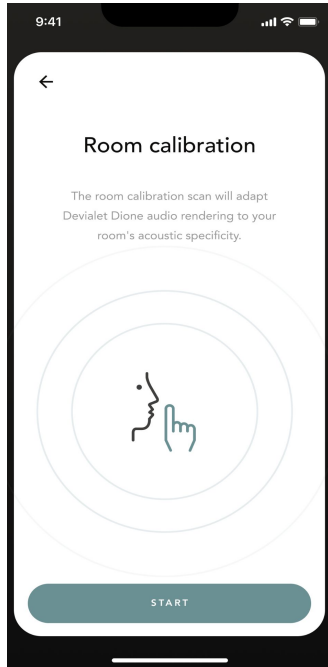 9:41
Room calibration
The room calibration scan will adapt
Devialet Dione audio rendering to your
room's acoustic specificity.
START